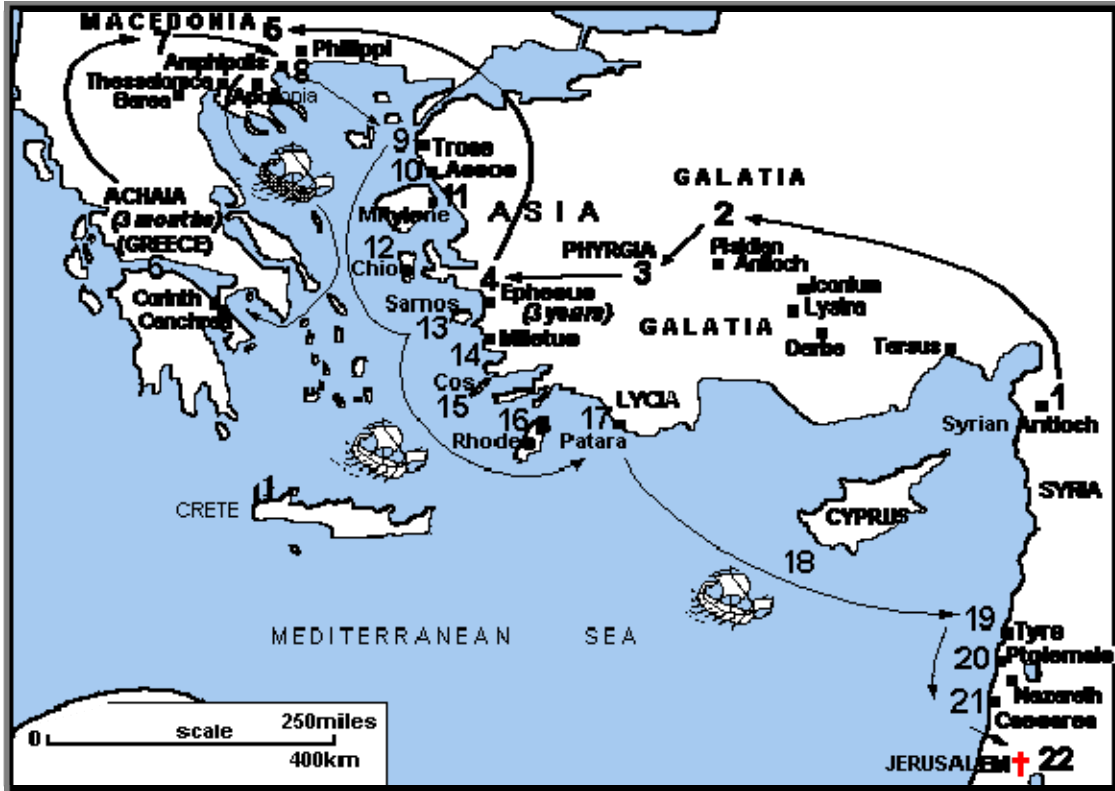 MACEDONIA 5
7
Philippi
Amphipolis
8
Thessalonica
Apollonia
Berea
9
Troas
10
Assos
11
Mitylene
ACHAIA
(3 months)
(GREECE)
6
Corinth
Cenchrea
12
Chios
ASIA
GALATIA
2
PHYRGIA
3
Pisidian
Antioch
4
Ephesus
(3 years)
Iconium
Lystra
Derbe
GALATIA
Tarsus
Samos
13
14
Miletus
Cos
15
16
Rhodes
17
Patara
LYCIA
1
Syrian Antioch
SYRIA
CRETE
CYPRUS
18
MEDITERRANEAN SEA
19
Tyre
20
Ptolemais
Nazareth
21
Caesarea
JERUSALEM 22
0 scale 250miles
400km